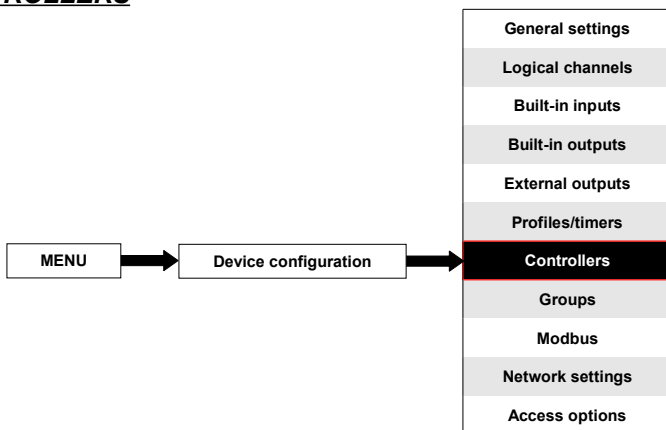 General settings
Logical channels
Built-in inputs
Built-in outputs
External outputs
Profiles/timers
MENU
Device configuration
Controllers
Groups
Modbus
Network settings
Access options